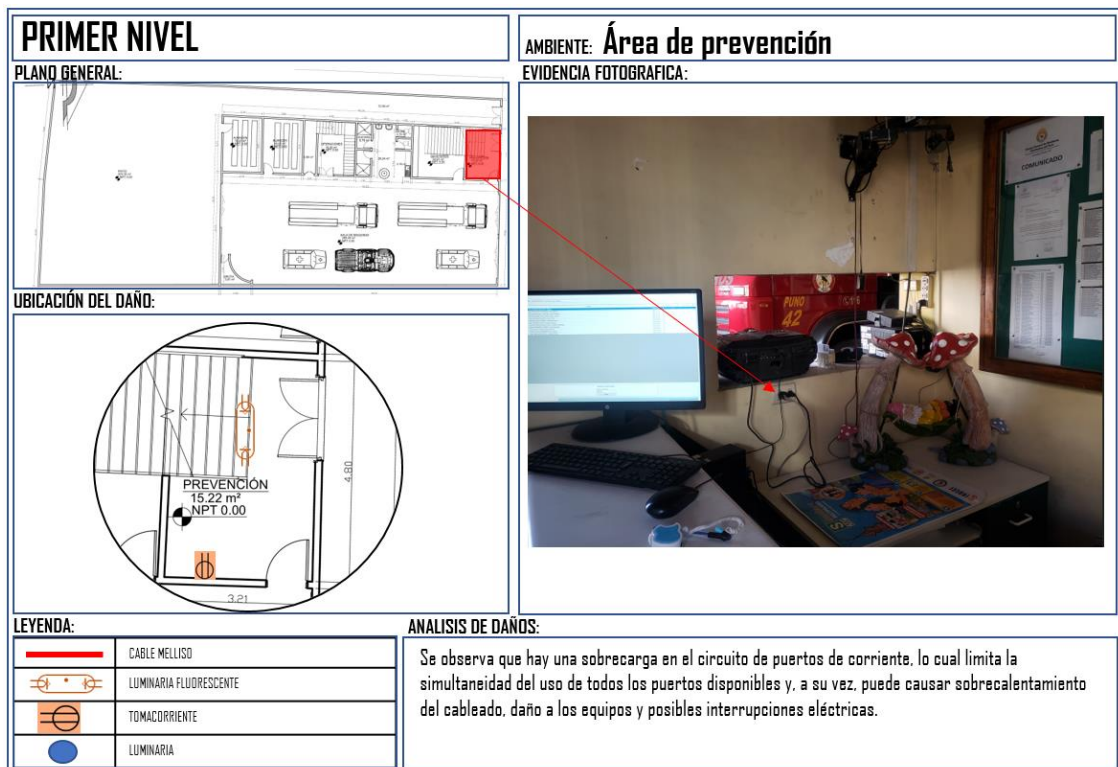 PRIMER NIVEL
AMBIENTE: Área de prevención
PLANO GENERAL:
EVIDENCIA FOTOGRAFICA:
COMUNICADO
PUNO
42
UBICACIÓN DEL DAÑO:
PREVENCIÓN
15.22 m²
NPT 0.00
4.80
3.21
LEYENDA:
CABLE MELLISO
LUMINARIA FLUORESCENTE
TOMACORRIENTE
LUMINARIA
ANALISIS DE DAÑOS:
Se observa que hay una sobrecarga en el circuito de puertos de corriente, lo cual limita la
simultaneidad del uso de todos los puertos disponibles y, a su vez, puede causar sobrecalentamiento
del cableado, daño a los equipos y posibles interrupciones eléctricas.